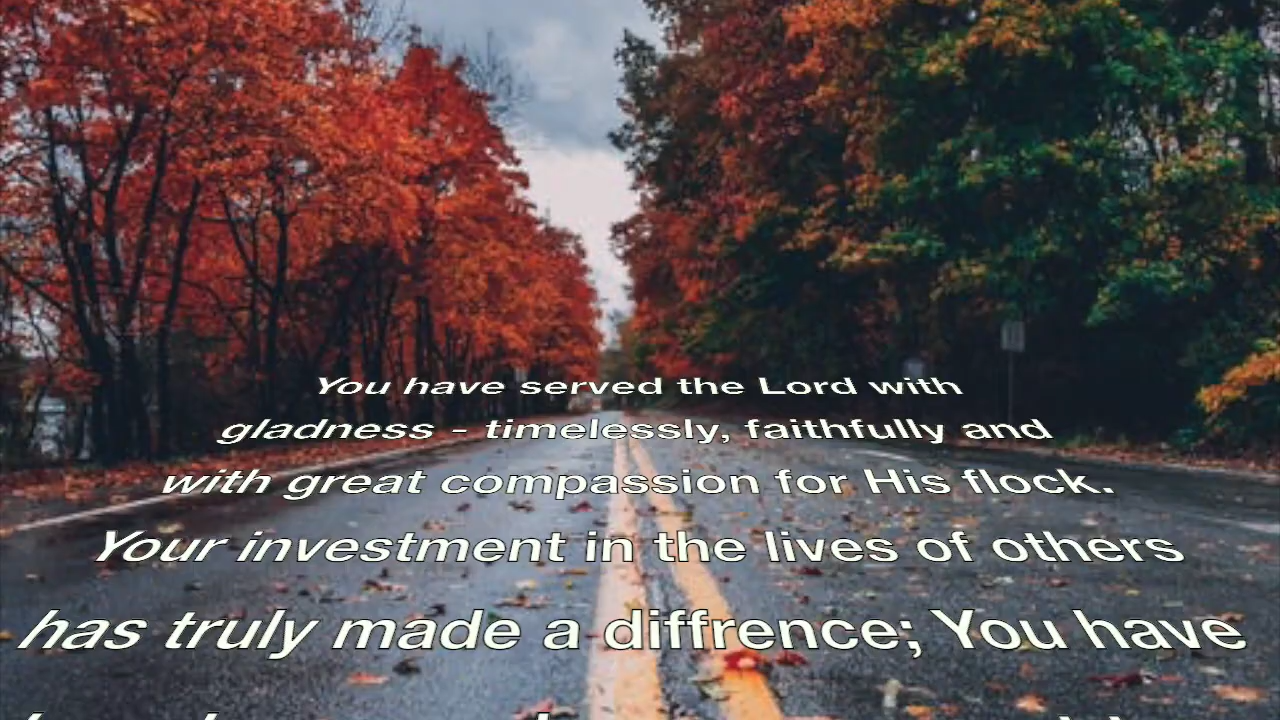 You have served the Lord with
gladness - timelessly, faithfully and
with great compassion for His flock.
Your investment in the lives of others
has truly made a diffrence; You have